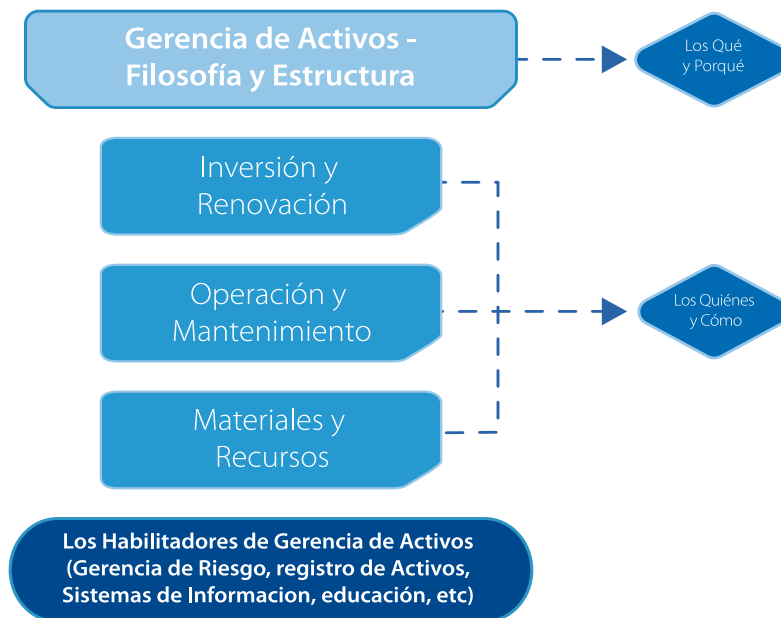 Gerencia de Activos -
Filosofía y Estructura
Los Qué
y Porqué
Inversión y
Renovación
Operación y
Mantenimiento
Los Quiénes
y Cómo
Materiales y
Recursos
Los Habilitadores de Gerencia de Activos
(Gerencia de Riesgo, registro de Activos,
Sistemas de Informacion, educación, etc)